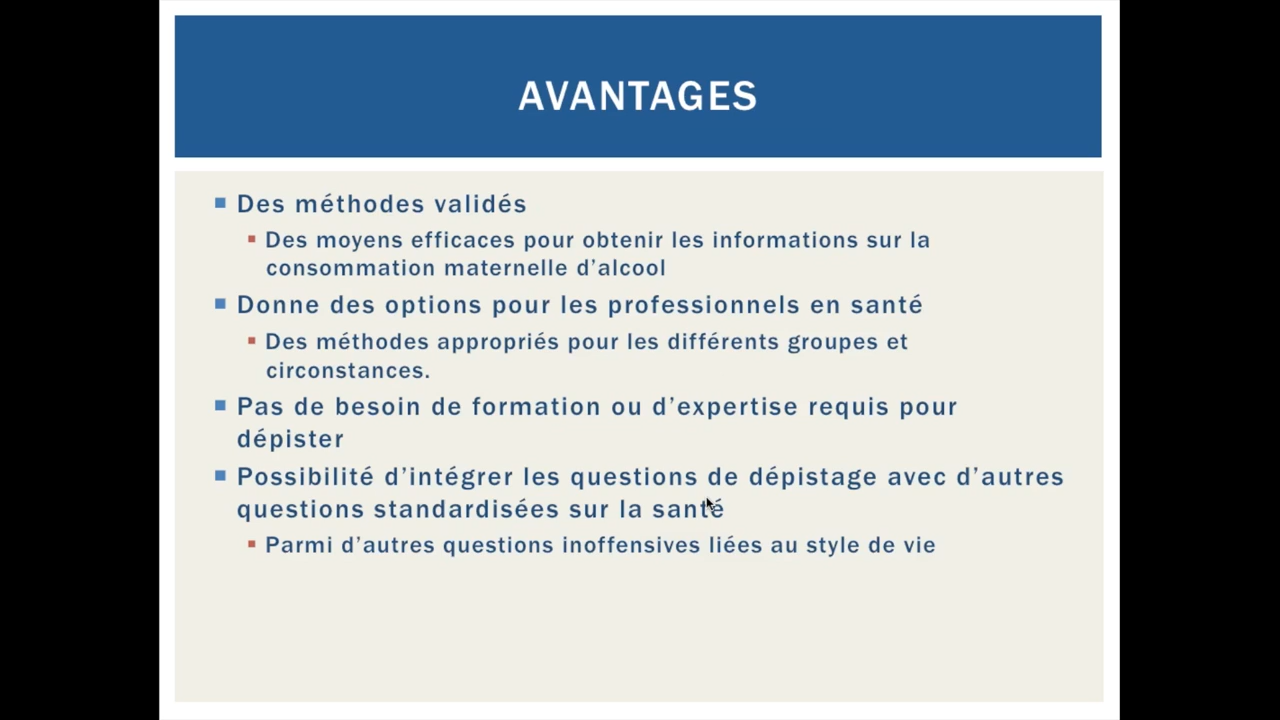 AVANTAGES
Des méthodes validés
Des moyens efficaces pour obtenir les informations sur la
consommation maternelle d’alcool
Donne des options pour les professionnels en santé
Des méthodes appropriés pour les différents groupes et
circonstances.
Pas de besoin de formation ou d’expertise requis pour
dépister
Possibilité d’intégrer les questions de dépistage avec d’autres
questions standardisées sur la santé
Parmi d’autres questions inoffensives liées au style de vie